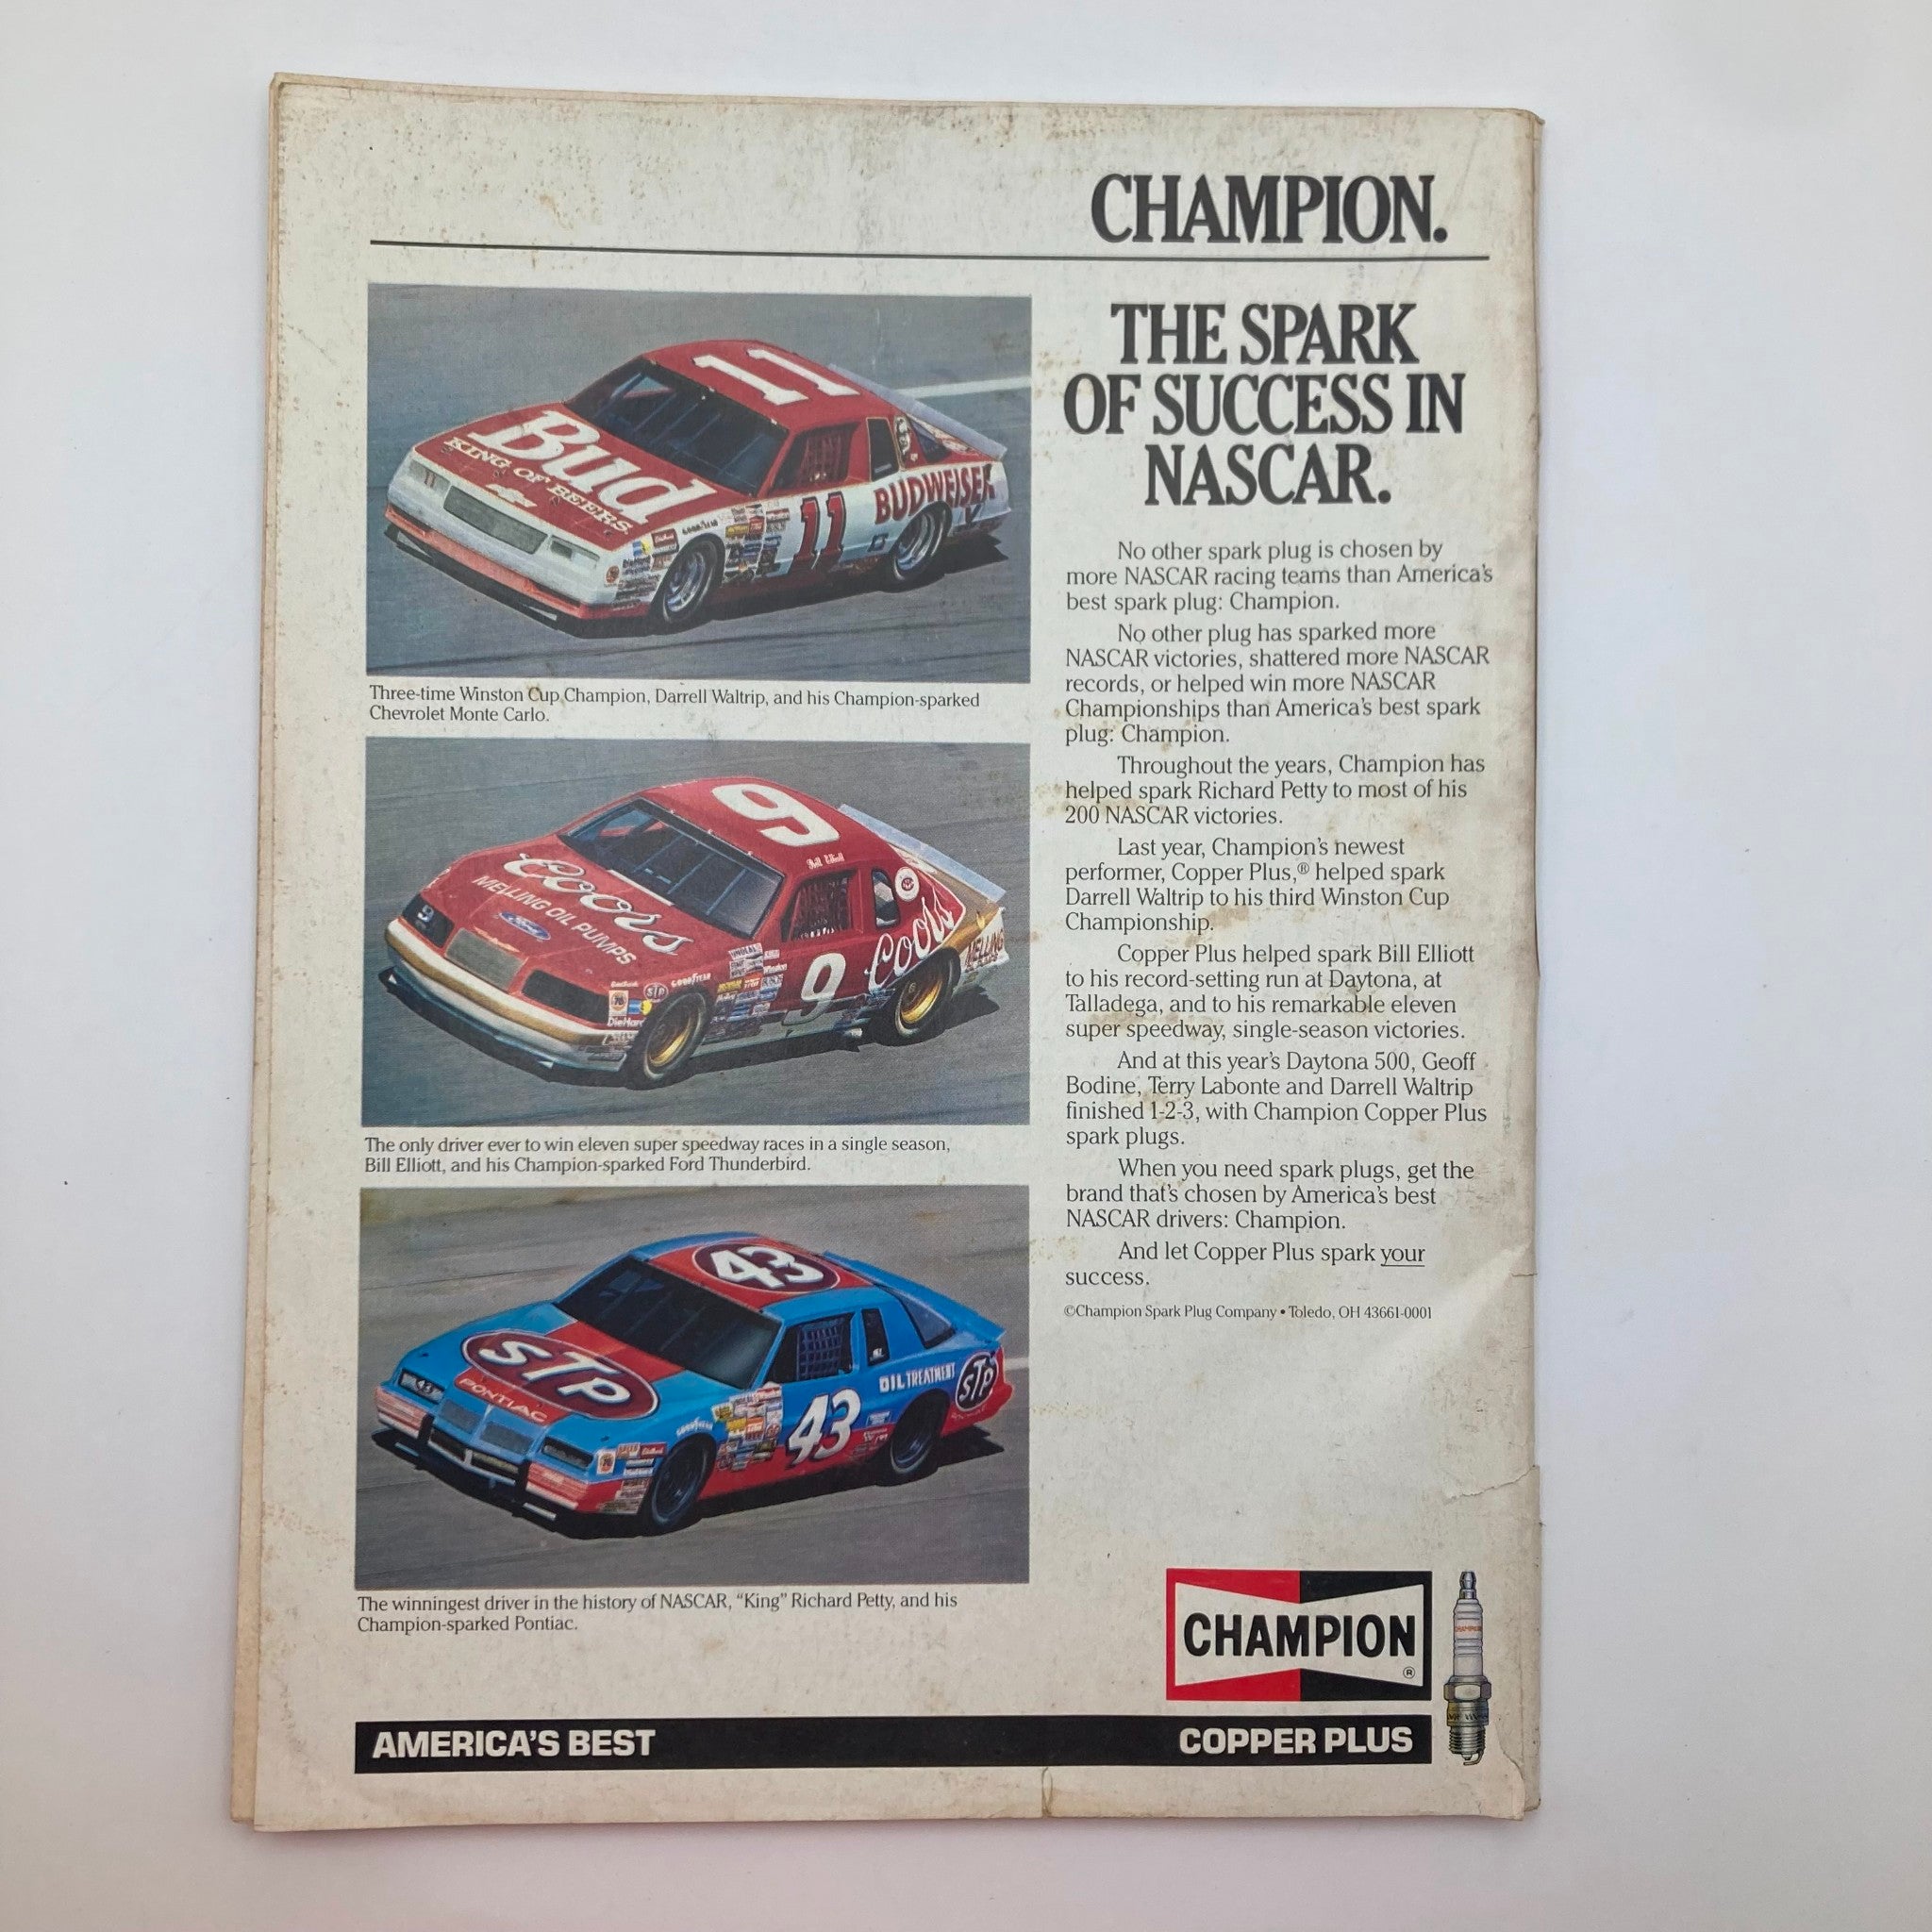 CHAMPION.
THE SPARK
OF SUCCESS IN
NASCAR.
11
Bud
KING OF BEERS.
11
11
BUDWEISER
Three-time Winston Cup Champion, Darrell Waltrip, and his Champion-sparked
Chevrolet Monte Carlo.
9
Bill Elliott
Coors
MELLING OIL PUMPS
Ford
9
GOODYEAR
STP
76
9
Coors
MELLING
The only driver ever to win eleven super speedway races in a single season,
Bill Elliott, and his Champion-sparked Ford Thunderbird.
43
STP
PONTIAC
43
43
OIL TREATMENT
STP
The winningest driver in the history of NASCAR, “King” Richard Petty, and his
Champion-sparked Pontiac.
No other spark plug is chosen by
more NASCAR racing teams than America's
best spark plug: Champion.
No other plug has sparked more
NASCAR victories, shattered more NASCAR
records, or helped win more NASCAR
Championships than America's best spark
plug: Champion.
Throughout the years, Champion has
helped spark Richard Petty to most of his
200 NASCAR victories.
Last year, Champion's newest
performer, Copper Plus,® helped spark
Darrell Waltrip to his third Winston Cup
Championship.
Copper Plus helped spark Bill Elliott
to his record-setting run at Daytona, at
Talladega, and to his remarkable eleven
super speedway, single-season victories.
And at this year's Daytona 500, Geoff
Bodine, Terry Labonte and Darrell Waltrip
finished 1-2-3, with Champion Copper Plus
spark plugs.
When you need spark plugs, get the
brand that's chosen by America's best
NASCAR drivers: Champion.
And let Copper Plus spark your
success.
©Champion Spark Plug Company • Toledo, OH 43661-0001
CHAMPION
®
CHAMPION
AMERICA'S BEST
COPPER PLUS